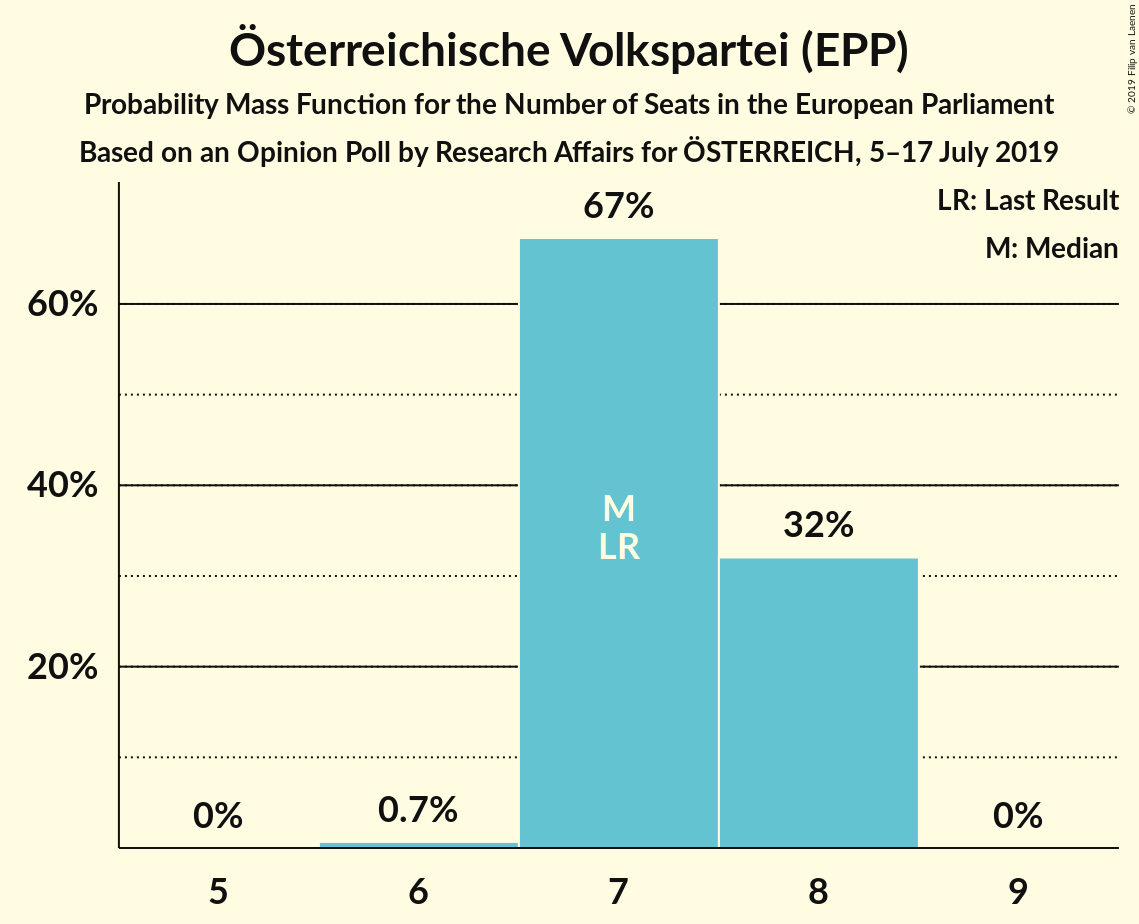 Österreichische Volkspartei (EPP)
Probability Mass Function for the Number of Seats in the European Parliament
Based on an Opinion Poll by Research Affairs for ÖSTERREICH, 5–17 July 2019
© 2019 Filip van Laenen
LR: Last Result
M: Median
67%
60%
40%
M
LR
32%
20%
0%
0.7%
0%
5
6
7
8
9